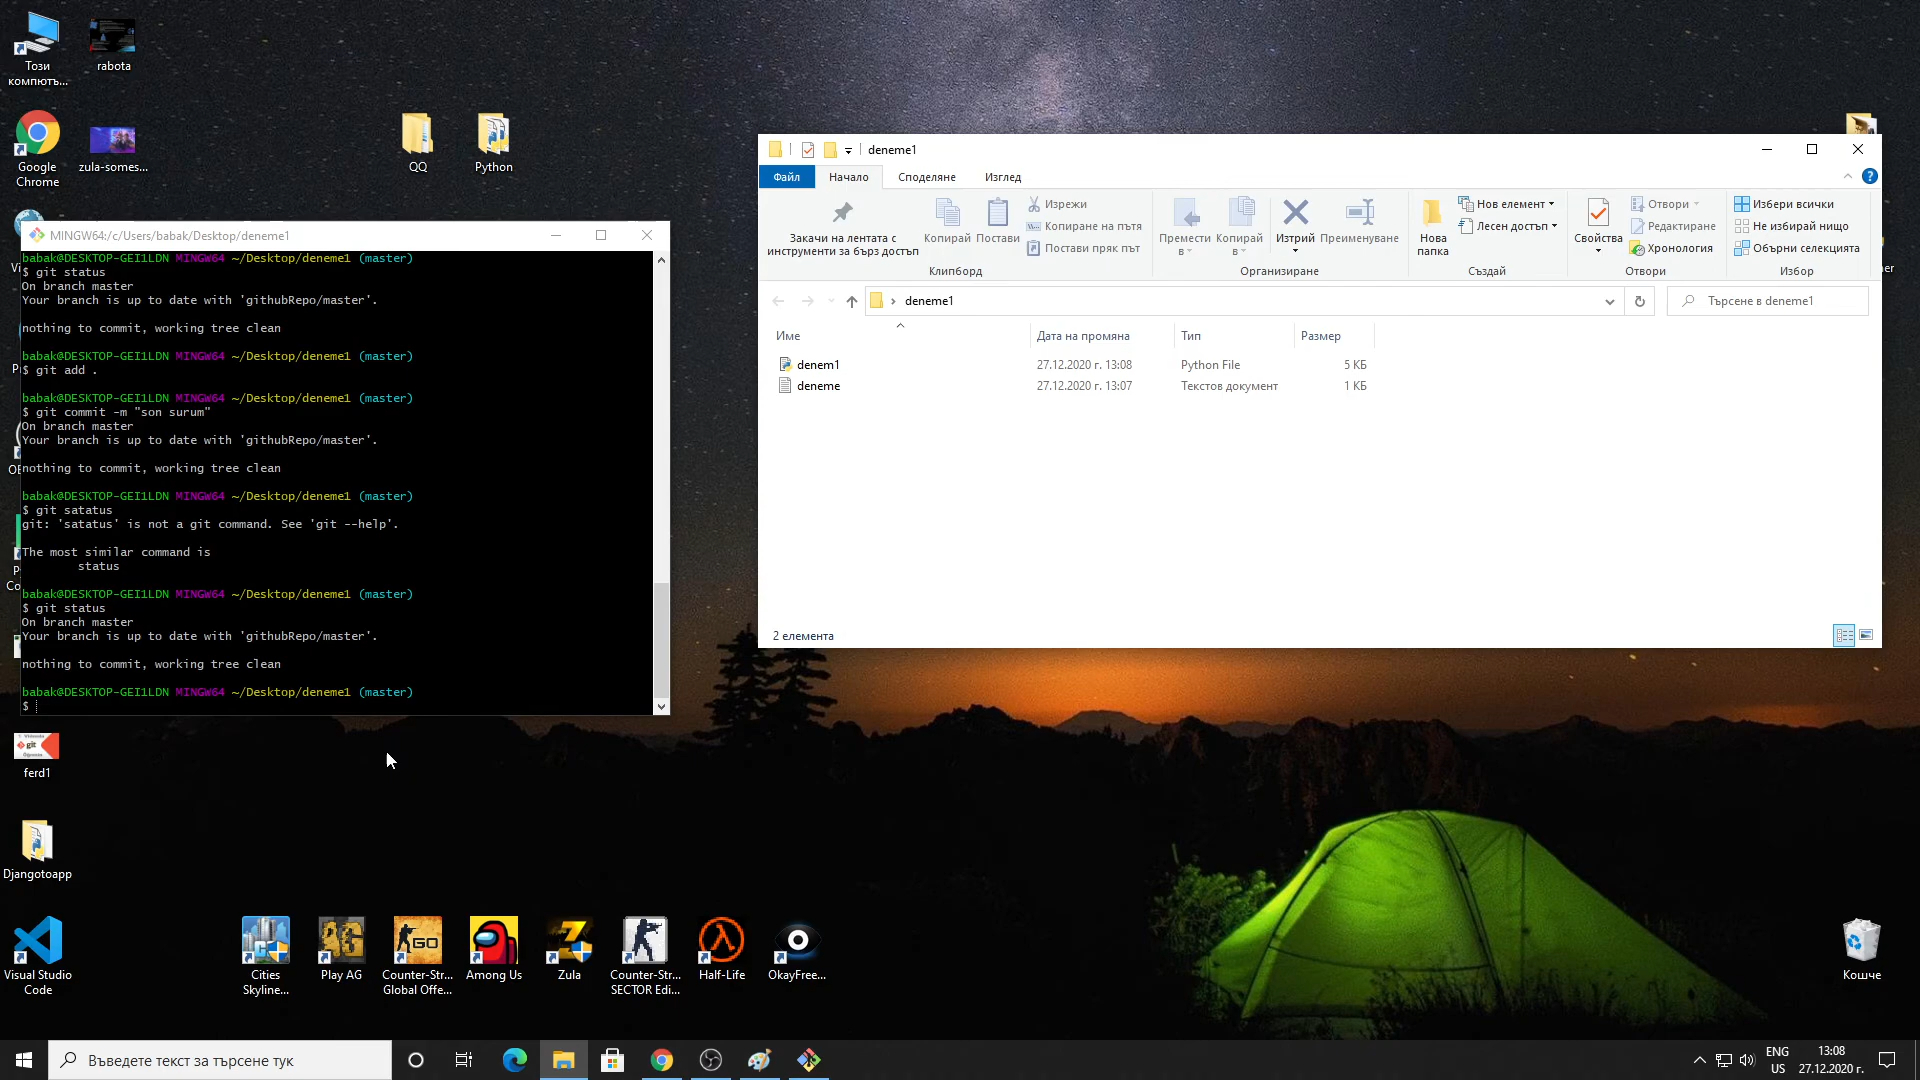 Този
компютъ...
rabota
Google
Chrome
zula-somes...
QQ
Python
MINGW64:/c/Users/babak/Desktop/deneme1
babak@DESKTOP-GEI1LDN MINGW64 ~/Desktop/deneme1 (master)
$ git status
On branch master
Your branch is up to date with 'githubRepo/master'.
nothing to commit, working tree clean
babak@DESKTOP-GEI1LDN MINGW64 ~/Desktop/deneme1 (master)
$ git add .
babak@DESKTOP-GEI1LDN MINGW64 ~/Desktop/deneme1 (master)
$ git commit -m "son surum"
On branch master
Your branch is up to date with 'githubRepo/master'.
nothing to commit, working tree clean
babak@DESKTOP-GEI1LDN MINGW64 ~/Desktop/deneme1 (master)
$ git satatus
git: 'satatus' is not a git command. See 'git --help'.
The most similar command is
status
babak@DESKTOP-GEI1LDN MINGW64 ~/Desktop/deneme1 (master)
$ git status
On branch master
Your branch is up to date with 'githubRepo/master'.
nothing to commit, working tree clean
babak@DESKTOP-GEI1LDN MINGW64 ~/Desktop/deneme1 (master)
$
deneme1
Файл Начало Споделяне Изглед
Закачи на лентата с
инструменти за бърз достъп
Копирай Постави
Изрежи
Копиране на пътя
Постави пряк път
Клипборд
Премести
в
Копирай
в
Изтрий Преименуване
Организиране
Нова
папка
Нов елемент
Лесен достъп
Създай
Свойства
Отвори
Редактиране
Хронология
Отвори
Избери всички
Не избирай нищо
Обърни селекцията
Избор
deneme1
Търсене в deneme1
Име Дата на промяна Тип Размер
denem1 27.12.2020 г. 13:08 Python File 5 КБ
deneme 27.12.2020 г. 13:07 Текстов документ 1 КБ
2 елемента
git
ferd1
Djangotoapp
Visual Studio
Code
Cities
Skyline...
Play AG
Counter-Str...
Global Offe...
Among Us
Zula
Counter-Str...
SECTOR Edi...
Half-Life
OkayFree...
Кошче
Въведете текст за търсене тук
ENG
US
13:08
27.12.2020 г.